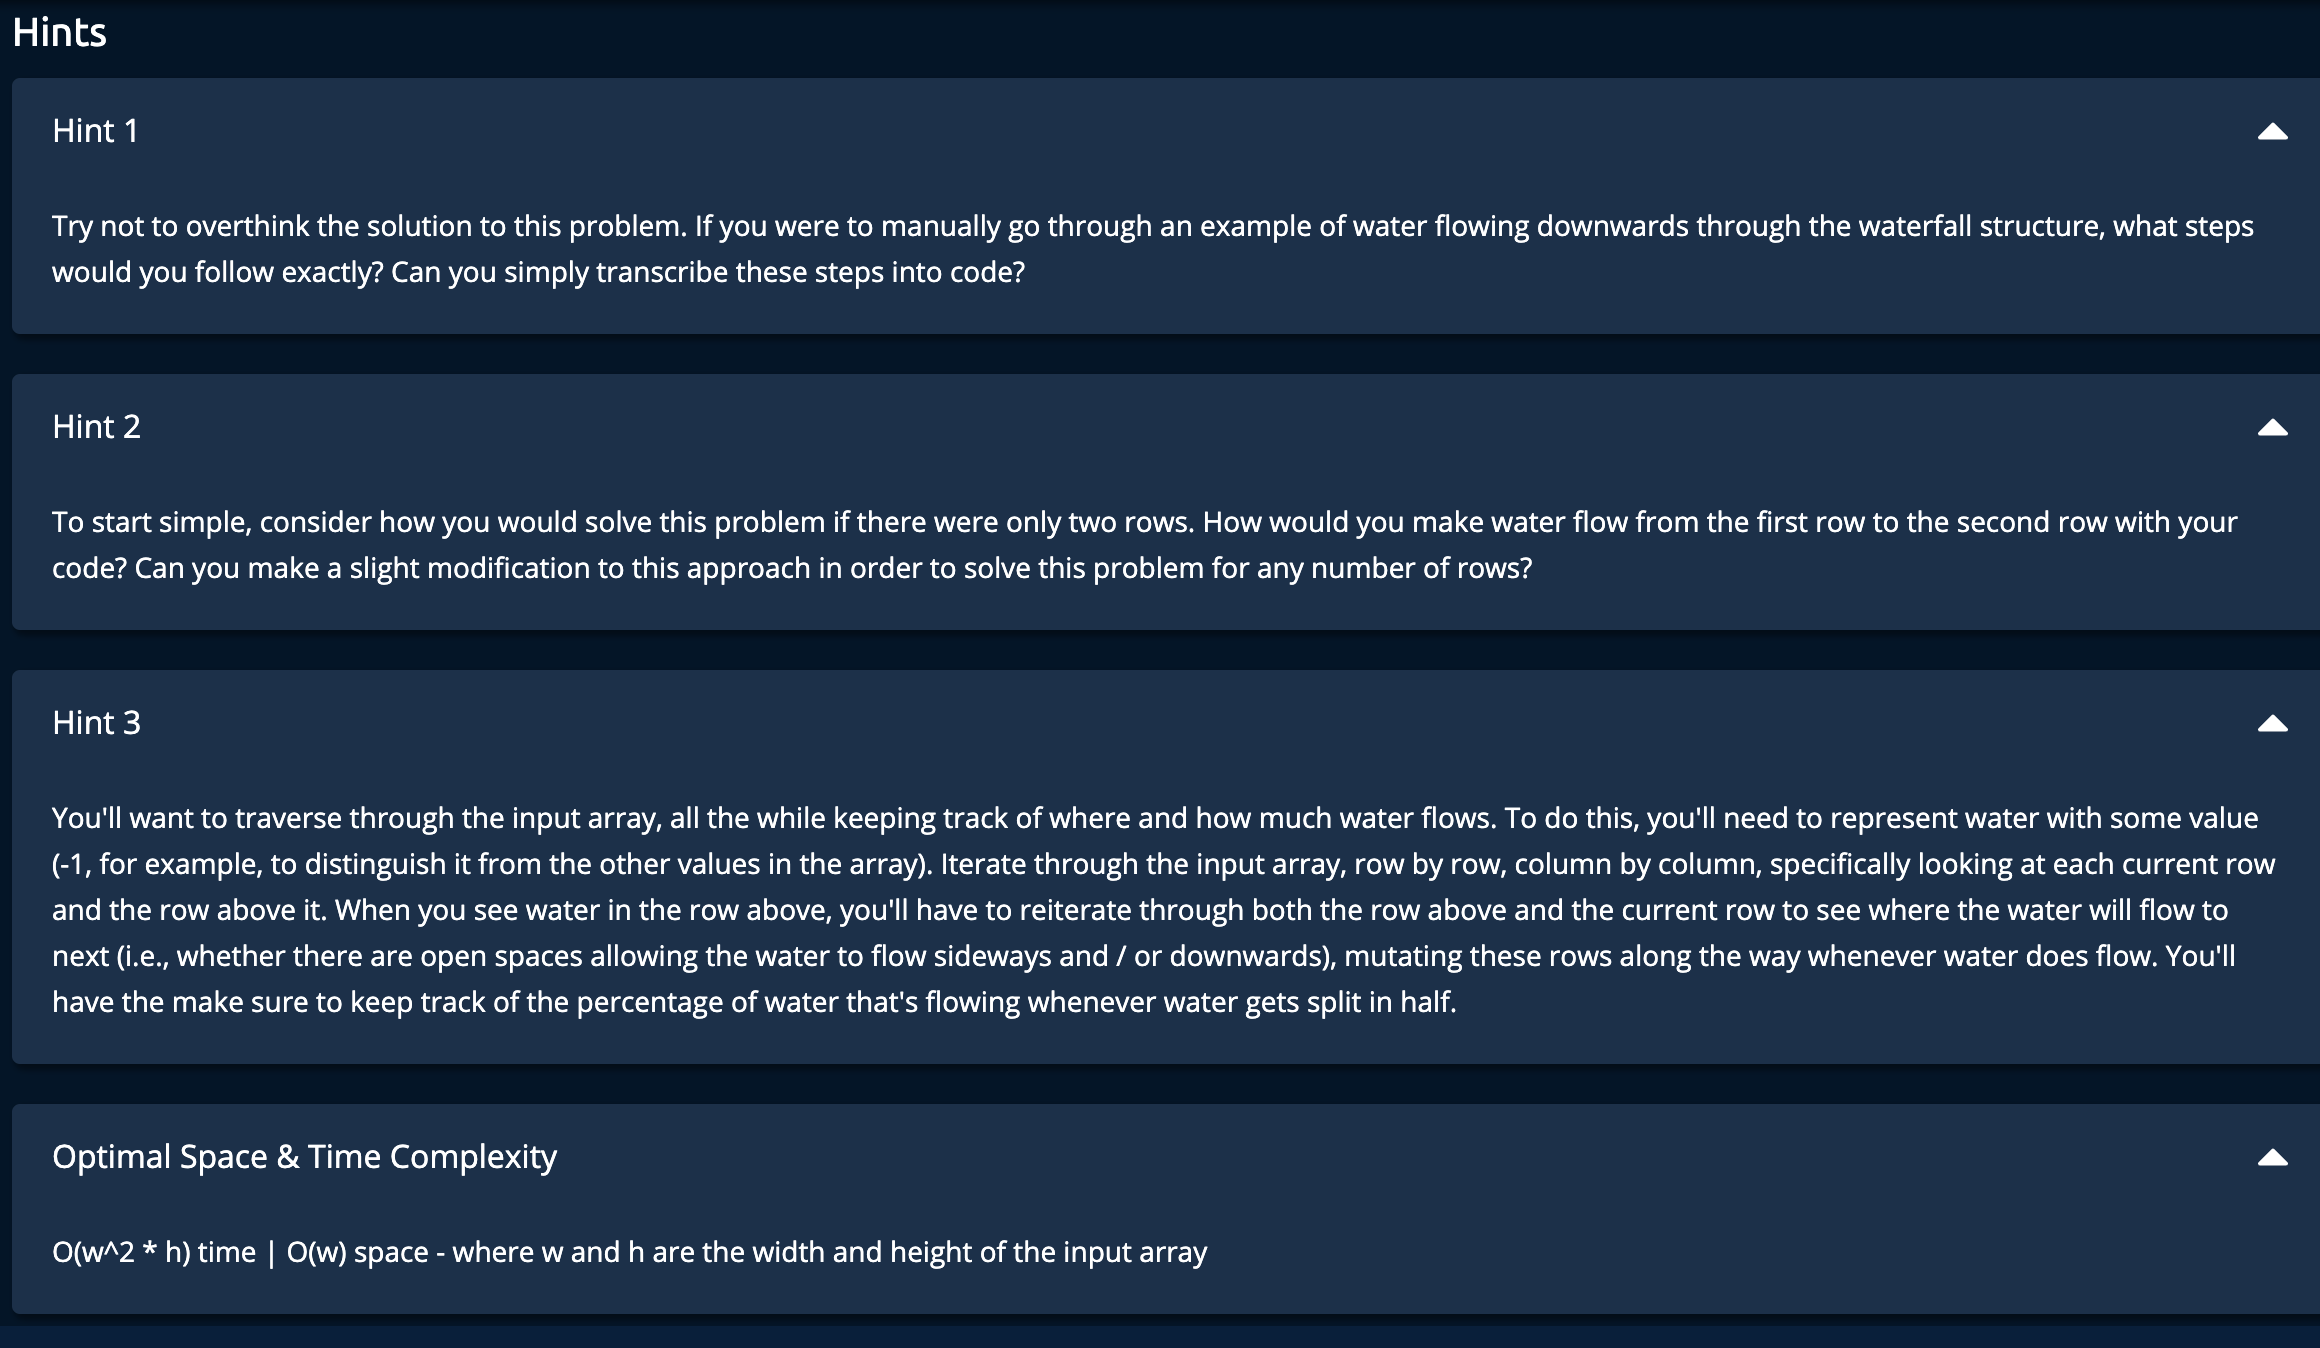 Hints
Hint 1
Try not to overthink the solution to this problem. If you were to manually go through an example of water flowing downwards through the waterfall structure, what steps
would you follow exactly? Can you simply transcribe these steps into code?
Hint 2
To start simple, consider how you would solve this problem if there were only two rows. How would you make water flow from the first row to the second row with your
code? Can you make a slight modification to this approach in order to solve this problem for any number of rows?
Hint 3
You'll want to traverse through the input array, all the while keeping track of where and how much water flows. To do this, you'll need to represent water with some value
(-1, for example, to distinguish it from the other values in the array). Iterate through the input array, row by row, column by column, specifically looking at each current row
and the row above it. When you see water in the row above, you'll have to reiterate through both the row above and the current row to see where the water will flow to
next (i.e., whether there are open spaces allowing the water to flow sideways and / or downwards), mutating these rows along the way whenever water does flow. You'll
have the make sure to keep track of the percentage of water that's flowing whenever water gets split in half.
Optimal Space & Time Complexity
O(w^2 * h) time | O(w) space - where w and h are the width and height of the input array